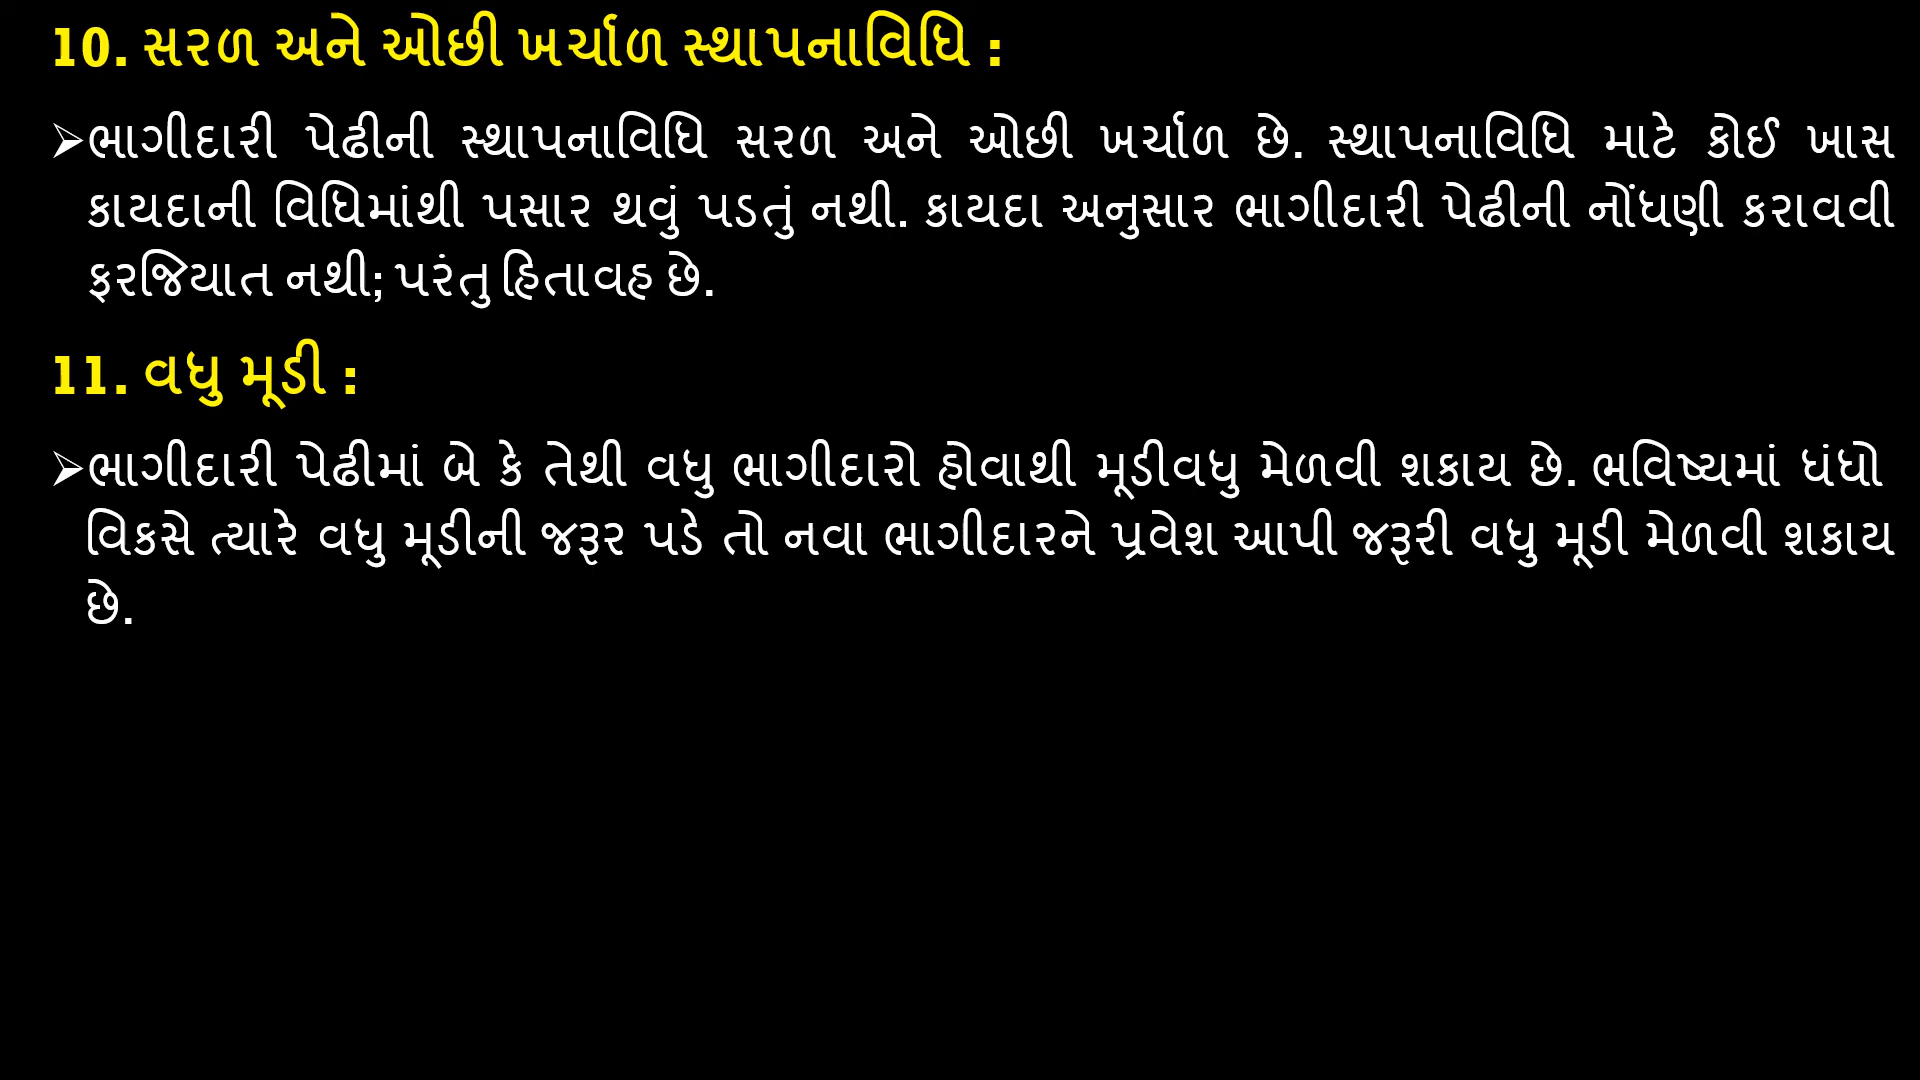 10. સરળ અને ઓછી ખર્ચાળ સ્થાપનાવિધિ :
➢ભાગીદારી પેઢીની સ્થાપનાવિધિ સરળ અને ઓછી ખર્ચાળ છે. સ્થાપનાવિધિ માટે કોઈ ખાસ
કાયદાની વિધિમાંથી પસાર થવું પડતું નથી. કાયદા અનુસાર ભાગીદારી પેઢીની નોંધણી કરાવવી
ફરજિયાત નથી; પરંતુ હિતાવહ છે.
11. વધુ મૂડી :
➢ભાગીદારી પેઢીમાં બે કે તેથી વધુ ભાગીદારો હોવાથી મૂડીવધુ મેળવી શકાય છે. ભવિષ્યમાં ધંધો
વિકસે ત્યારે વધુ મૂડીની જરૂર પડે તો નવા ભાગીદારને પ્રવેશ આપી જરૂરી વધુ મૂડી મેળવી શકાય
છે.